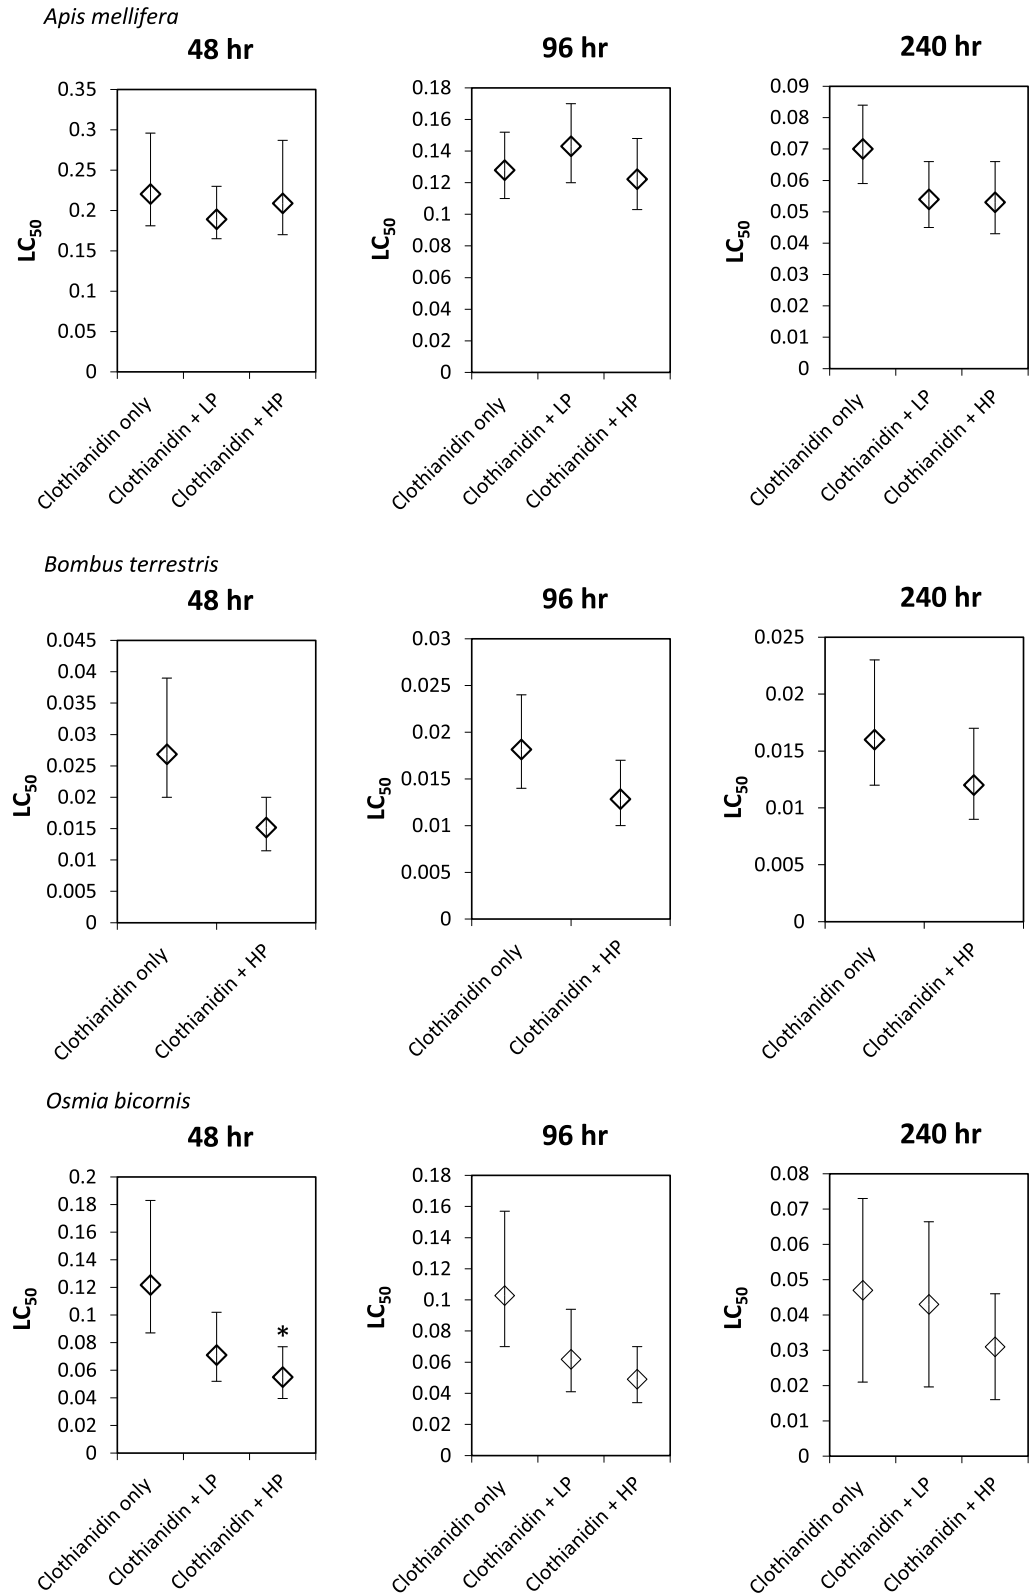 Apis mellifera
48 hr
96 hr
240 hr
LC50
0.35
0.3
0.25
0.2
0.15
0.1
0.05
0
Clothianidin only
Clothianidin + LP
Clothianidin + HP
LC50
0.18
0.16
0.14
0.12
0.1
0.08
0.06
0.04
0.02
0
Clothianidin only
Clothianidin + LP
Clothianidin + HP
LC50
0.09
0.08
0.07
0.06
0.05
0.04
0.03
0.02
0.01
0
Clothianidin only
Clothianidin + LP
Clothianidin + HP
Bombus terrestris
48 hr
96 hr
240 hr
LC50
0.045
0.04
0.035
0.03
0.025
0.02
0.015
0.01
0.005
0
Clothianidin only
Clothianidin + HP
LC50
0.03
0.025
0.02
0.015
0.01
0.005
0
Clothianidin only
Clothianidin + HP
LC50
0.025
0.02
0.015
0.01
0.005
0
Clothianidin only
Clothianidin + HP
Osmia bicornis
48 hr
96 hr
240 hr
LC50
0.2
0.18
0.16
0.14
0.12
0.1
0.08
0.06
0.04
0.02
0
*
Clothianidin only
Clothianidin + LP
Clothianidin + HP
LC50
0.18
0.16
0.14
0.12
0.1
0.08
0.06
0.04
0.02
0
Clothianidin only
Clothianidin + LP
Clothianidin + HP
LC50
0.08
0.07
0.06
0.05
0.04
0.03
0.02
0.01
0
Clothianidin only
Clothianidin + LP
Clothianidin + HP